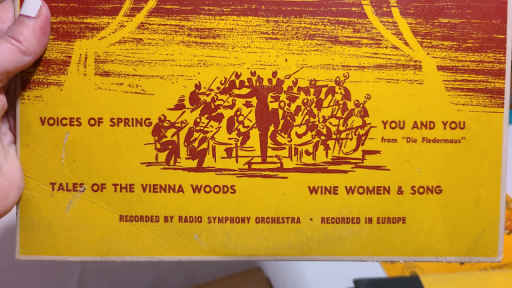 VOICES OF SPRING
YOU AND YOU
from "Die Fledermaus"
TALES OF THE VIENNA WOODS
WINE WOMEN & SONG
RECORDED BY RADIO SYMPHONY ORCHESTRA • RECORDED IN EUROPE